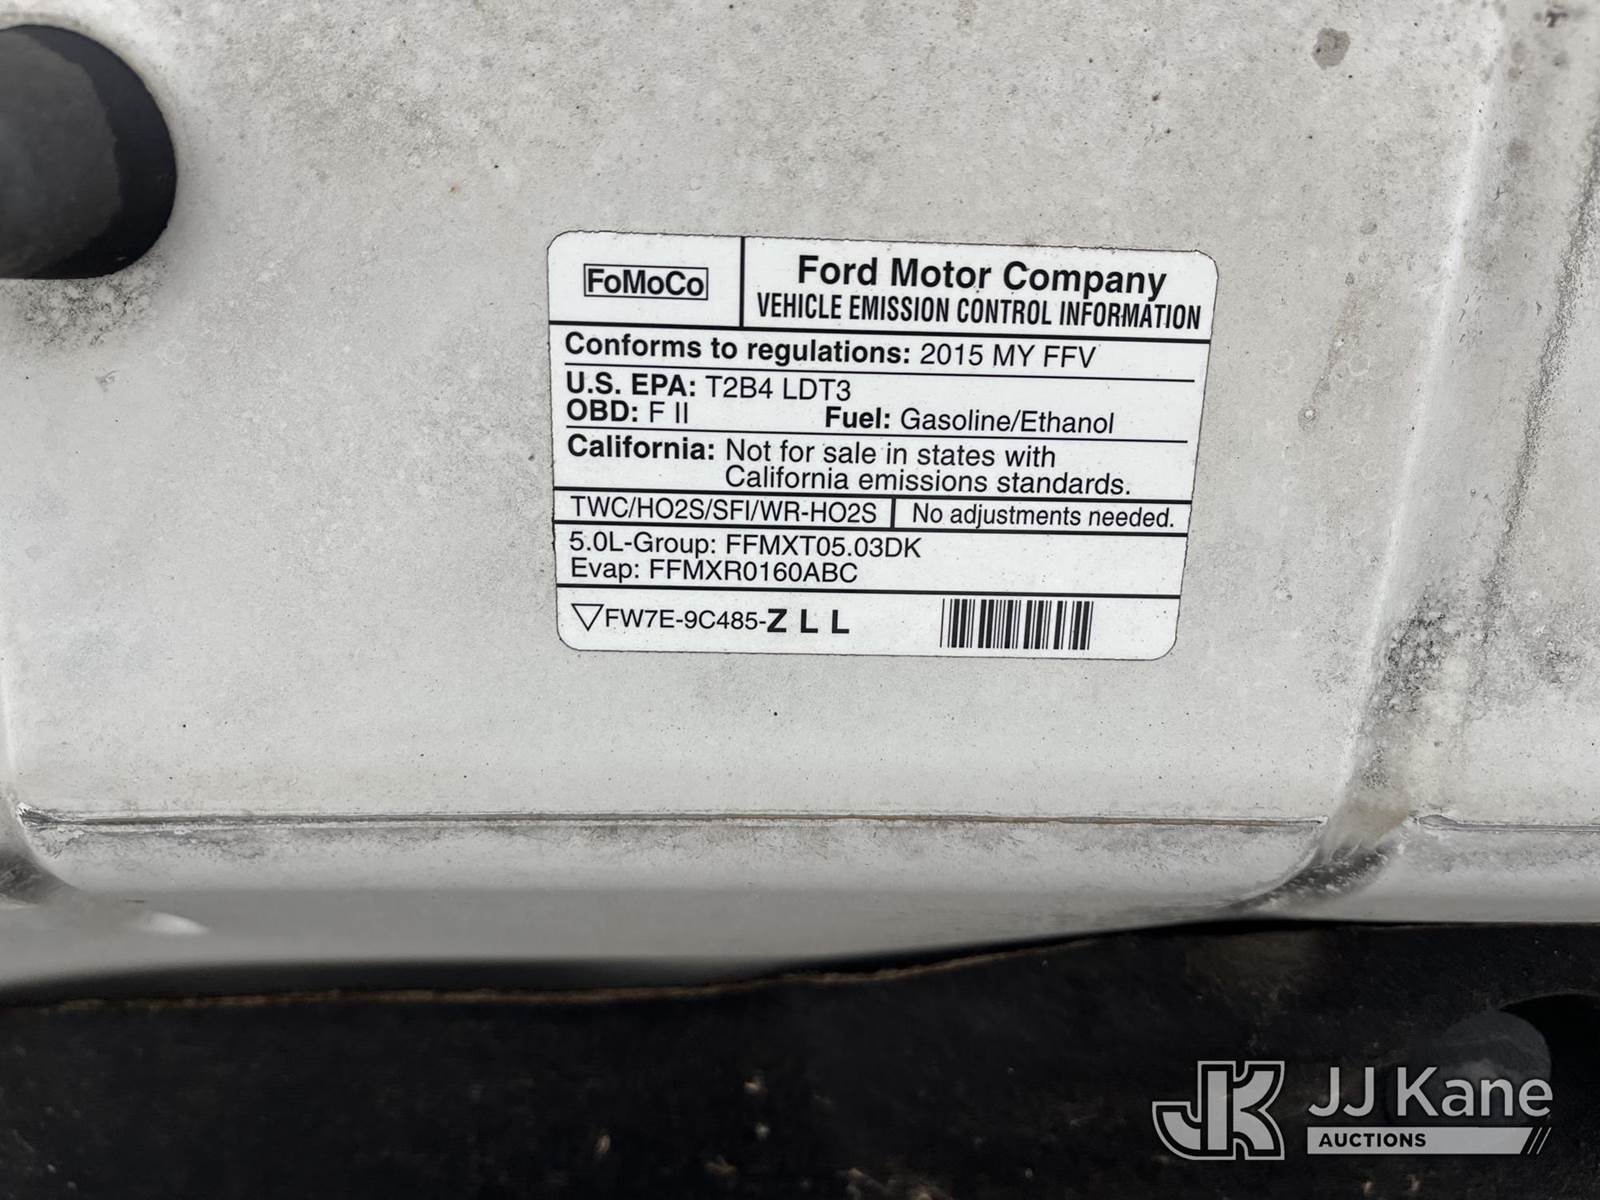 FoMoCo
Ford Motor Company
VEHICLE EMISSION CONTROL INFORMATION
Conforms to regulations: 2015 MY FFV
U.S. EPA: T2B4 LDT3
OBD: F II Fuel: Gasoline/Ethanol
California: Not for sale in states with
California emissions standards.
TWC/HO2S/SFI/WR-HO2S No adjustments needed.
5.0L-Group: FFMXT05.03DK
Evap: FFMXR0160ABC
FW7E-9C485-Z L L
JK JJ Kane
AUCTIONS